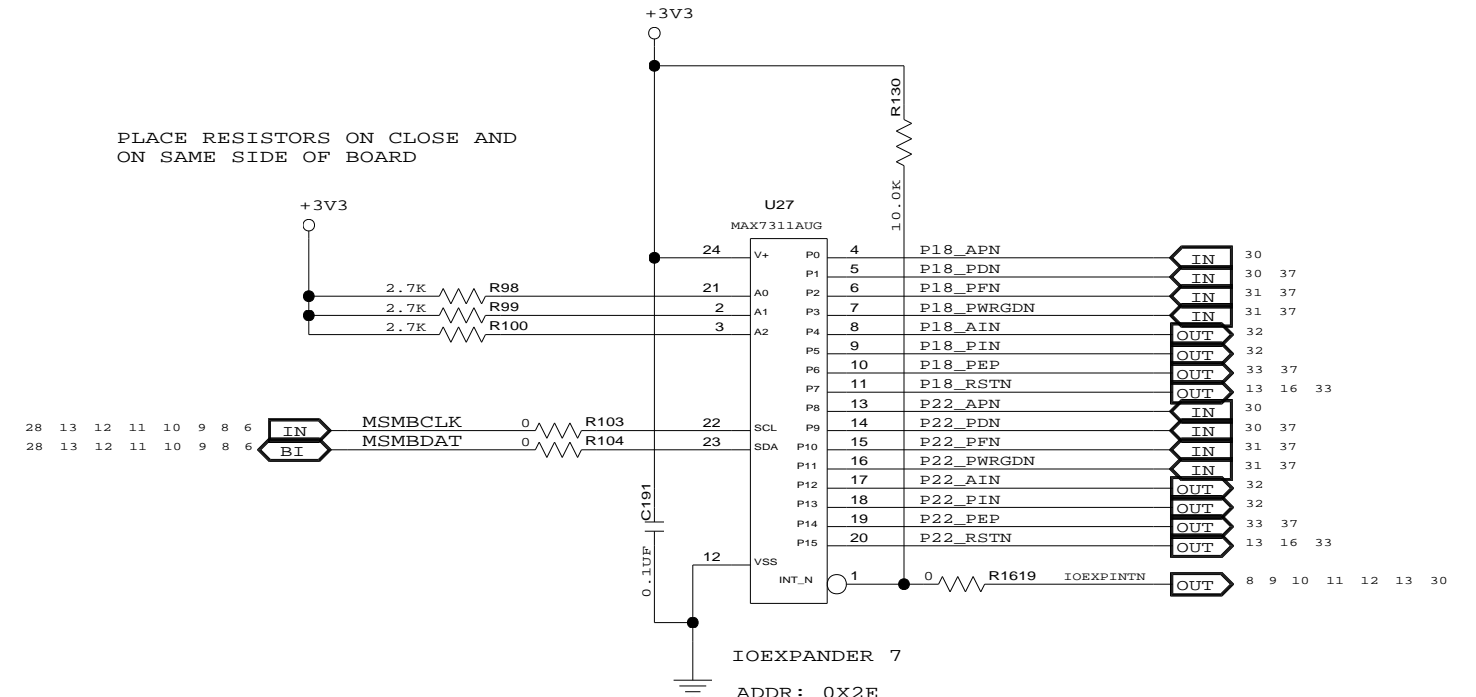 +3V3
R130
10.0K
PLACE RESISTORS ON CLOSE AND
ON SAME SIDE OF BOARD
+3V3
U27
MAX7311AUG
24 V+ P0 4 P18_APN IN 30
P1 5 P18_PDN IN 30 37
2.7K R98 21 A0 P2 6 P18_PFN IN 31 37
2.7K R99 2 A1 P3 7 P18_PWRGDN IN 31 37
2.7K R100 3 A2 P4 8 P18_AIN OUT 32
P5 9 P18_PIN OUT 32
P6 10 P18_PEP OUT 33 37
P7 11 P18_RSTN OUT 13 16 33
P8 13 P22_APN IN 30
28 13 12 11 10 9 8 6 IN MSMBCLK 0 R103 22 SCL P9 14 P22_PDN IN 30 37
28 13 12 11 10 9 8 6 BI MSMBDAT 0 R104 23 SDA P10 15 P22_PFN IN 31 37
P11 16 P22_PWRGDN IN 31 37
P12 17 P22_AIN OUT 32
P13 18 P22_PIN OUT 32
P14 19 P22_PEP OUT 33 37
P15 20 P22_RSTN OUT 13 16 33
C191
0.1UF
12 VSS
INT_N 1 0 R1619 IOEXPINTN OUT 8 9 10 11 12 13 30
IOEXPANDER 7
ADDR: 0X2E